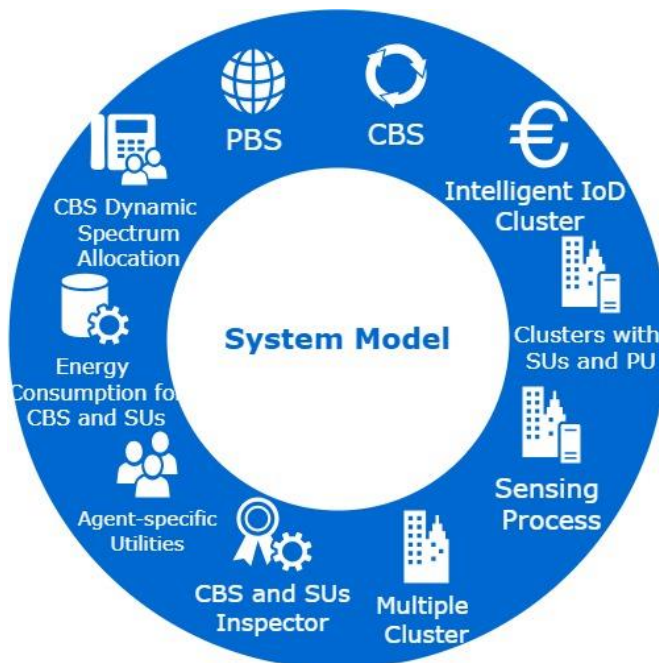 PBS
CBS
Intelligent IoD
Cluster
Clusters with
SUs and PU
Sensing
Process
Multiple
Cluster
CBS and SUs
Inspector
Agent-specific
Utilities
Energy
Consumption for
CBS and SUs
CBS Dynamic
Spectrum
Allocation
System Model